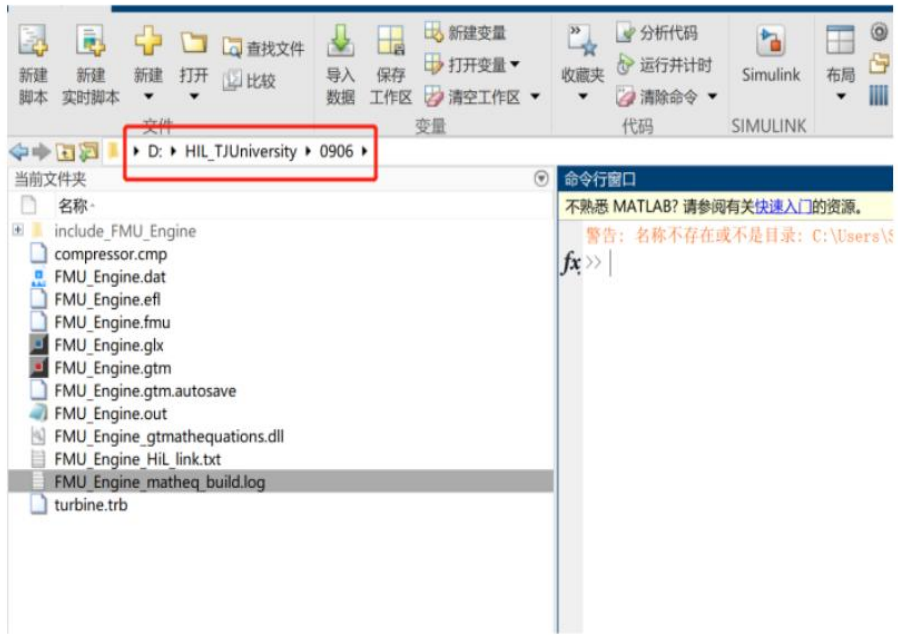 新建脚本
新建实时脚本
新建
打开
查找文件
比较
导入数据
保存工作区
新建变量
打开变量
清空工作区
收藏夹
分析代码
运行并计时
清除命令
Simulink
布局
文件
变量
代码
SIMULINK
D: HIL_TJUniversity 0906
当前文件夹
名称
include_FMU_Engine
compressor.cmp
FMU_Engine.dat
FMU_Engine.efl
FMU_Engine.fmu
FMU_Engine.glx
FMU_Engine.gtm
FMU_Engine.gtm.autosave
FMU_Engine.out
FMU_Engine_gtmathequations.dll
FMU_Engine_HiL_link.txt
FMU_Engine_matheq_build.log
turbine.trb
命令行窗口
不熟悉 MATLAB? 请参阅有关快速入门的资源。
警告: 名称不存在或不是目录: C:\Users\S
fx >>